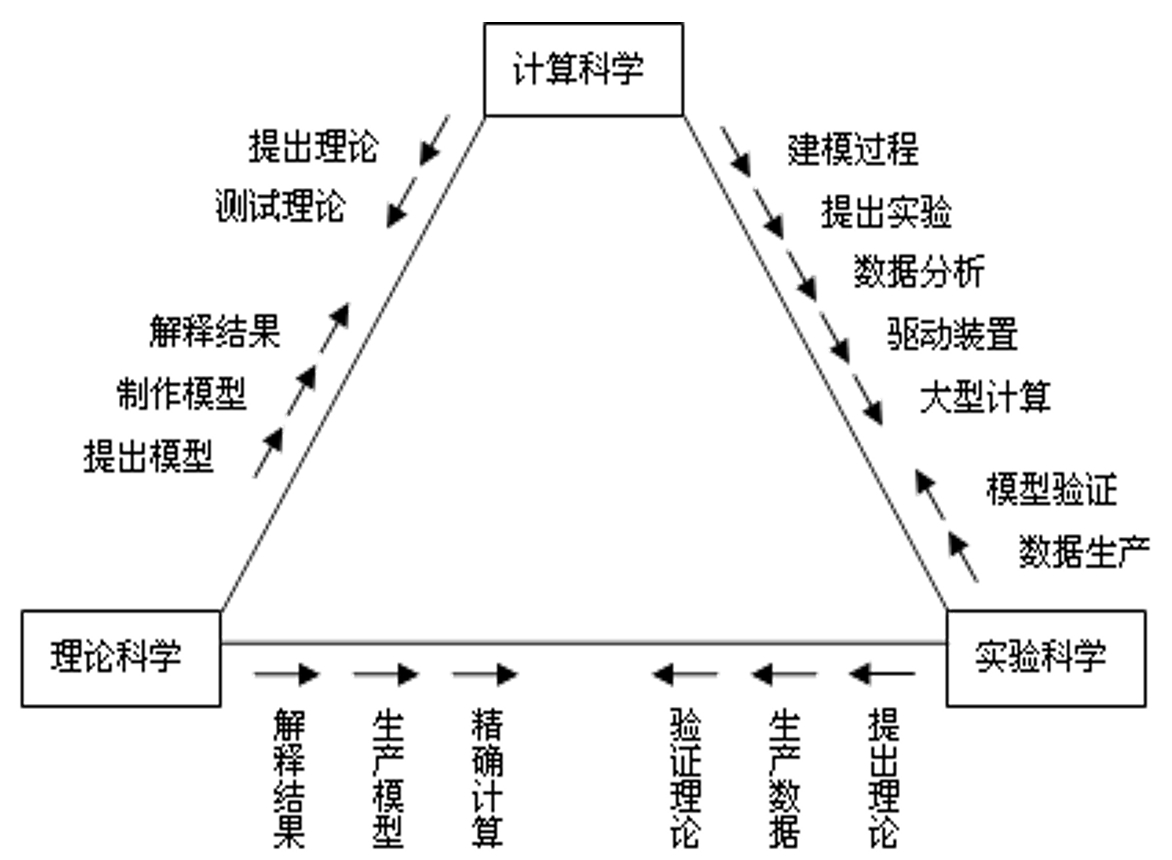 计算科学
提出理论
建模过程
测试理论
提出实验
数据分析
解释结果
驱动装置
制作模型
大型计算
提出模型
模型验证
数据生产
理论科学
实验科学
解释结果
生产模型
精确计算
验证理论
生产数据
提出理论